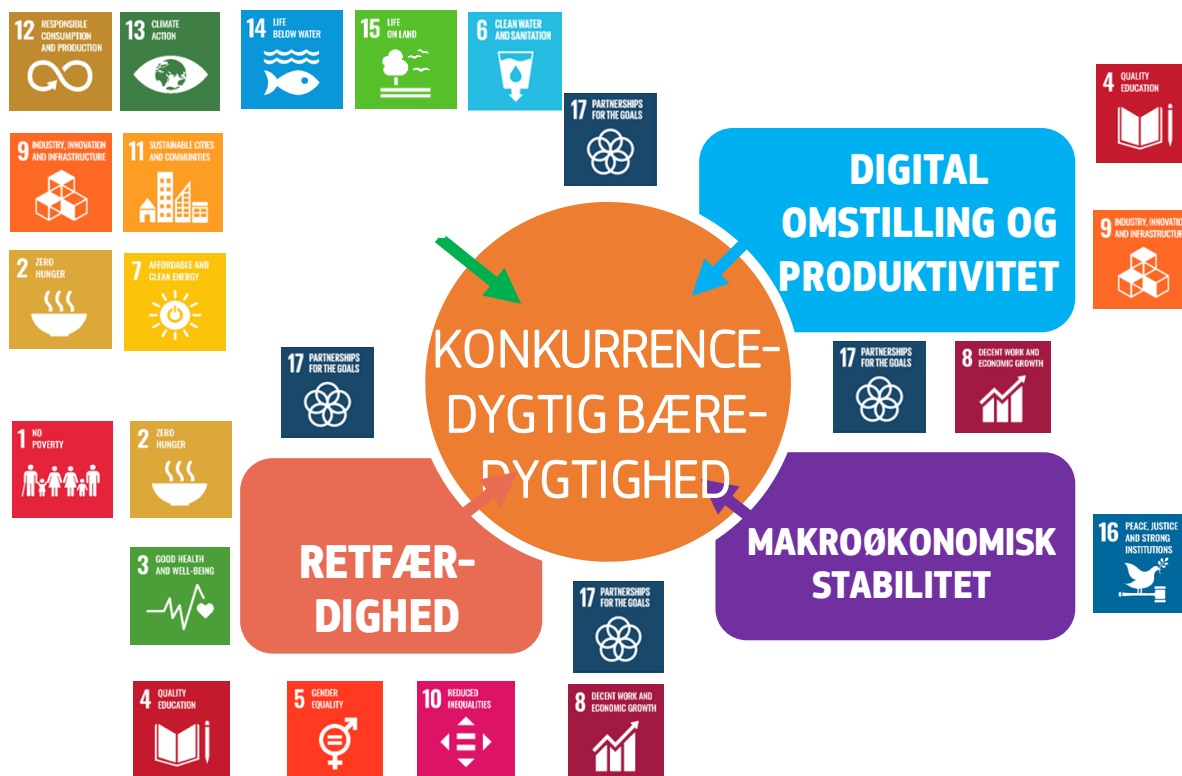 12 RESPONSIBLE
CONSUMPTION
AND PRODUCTION
13 CLIMATE
ACTION
14 LIFE
BELOW WATER
15 LIFE
ON LAND
6 CLEAN WATER
AND SANITATION
17 PARTNERSHIPS
FOR THE GOALS
4 QUALITY
EDUCATION
9 INDUSTRY, INNOVATION
AND INFRASTRUCTURE
11 SUSTAINABLE CITIES
AND COMMUNITIES
DIGITAL
OMSTILLING OG
PRODUKTIVITET
9 INDUSTRY, INNOVATION
AND INFRASTRUCTURE
2 ZERO
HUNGER
7 AFFORDABLE AND
CLEAN ENERGY
KONKURRENCE-
DYGTIG BÆRE-
DYGTIGHED
17 PARTNERSHIPS
FOR THE GOALS
17 PARTNERSHIPS
FOR THE GOALS
8 DECENT WORK AND
ECONOMIC GROWTH
1 NO
POVERTY
2 ZERO
HUNGER
RETFÆR-
DIGHED
MAKROØKONOMISK
STABILITET
16 PEACE, JUSTICE
AND STRONG
INSTITUTIONS
3 GOOD HEALTH
AND WELL-BEING
17 PARTNERSHIPS
FOR THE GOALS
4 QUALITY
EDUCATION
5 GENDER
EQUALITY
10 REDUCED
INEQUALITIES
8 DECENT WORK AND
ECONOMIC GROWTH